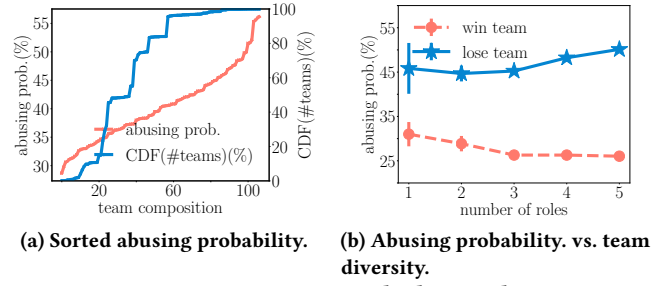 55
50
45
40
35
30
abusing prob.(%)
100
80
60
40
20
0
CDF(#teams)(%)
abusing prob.
CDF(#teams)(%)
20
60
100
team composition
(a) Sorted abusing probability.
65
55
45
35
25
abusing prob.(%)
win team
lose team
1
2
3
4
5
number of roles
(b) Abusing probability. vs. team
diversity.